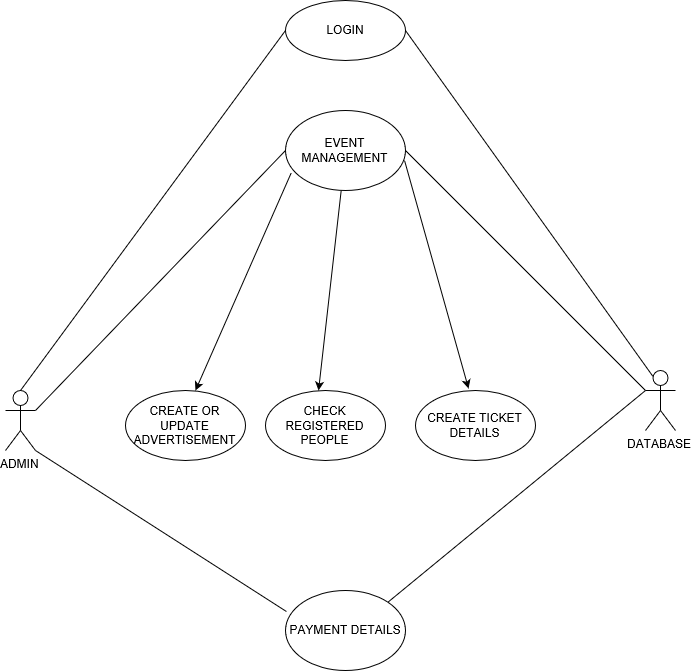 LOGIN
EVENT
MANAGEMENT
CREATE OR
UPDATE
ADVERTISEMENT
CHECK
REGISTERED
PEOPLE
CREATE TICKET
DETAILS
ADMIN
DATABASE
PAYMENT DETAILS